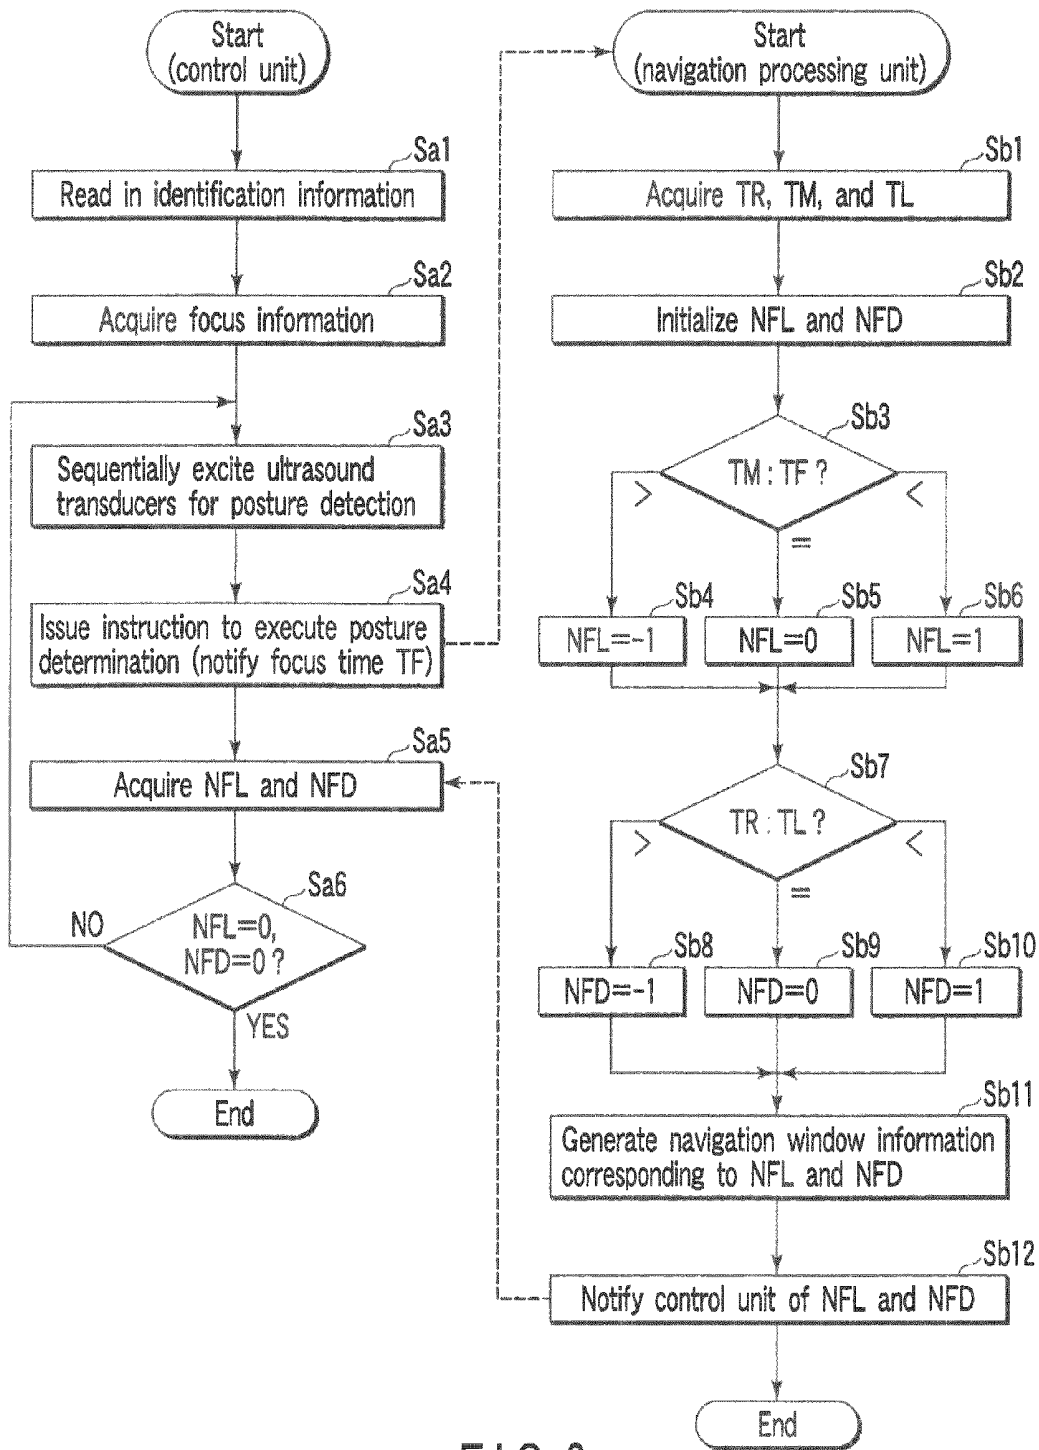 Start
(control unit)
Sa1
Read in identification information
Sa2
Acquire focus information
Sa3
Sequentially excite ultrasound
transducers for posture detection
Sa4
Issue instruction to execute posture
determination (notify focus time TF)
Sa5
Acquire NFL and NFD
Sa6
NFL=0,
NFD=0?
NO
YES
End
Start
(navigation processing unit)
Sb1
Acquire TR, TM, and TL
Sb2
Initialize NFL and NFD
Sb3
TM : TF ?
>
=
<
Sb4
NFL=-1
Sb5
NFL=0
Sb6
NFL=1
Sb7
TR : TL ?
>
=
<
Sb8
NFD=-1
Sb9
NFD=0
Sb10
NFD=1
Sb11
Generate navigation window information
corresponding to NFL and NFD
Sb12
Notify control unit of NFL and NFD
End